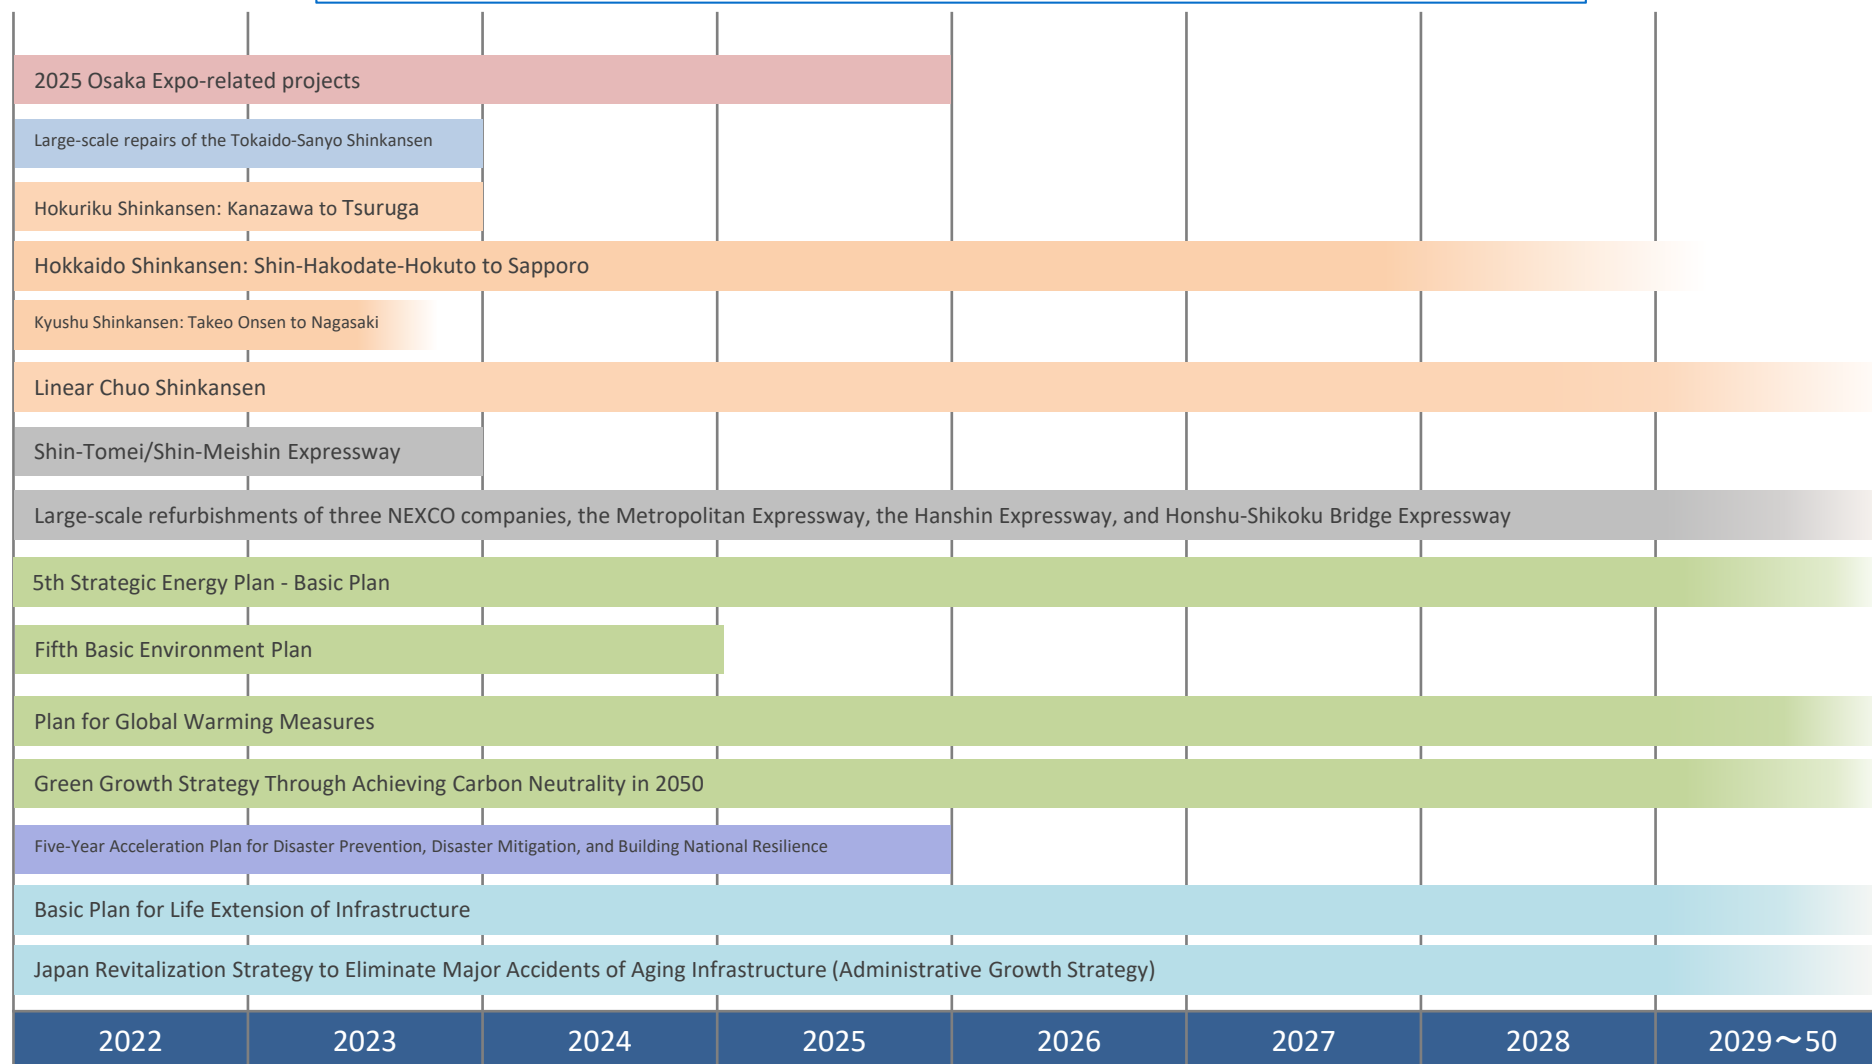 2025 Osaka Expo-related projects
Large-scale repairs of the Tokaido-Sanyo Shinkansen
Hokuriku Shinkansen: Kanazawa to Tsuruga
Hokkaido Shinkansen: Shin-Hakodate-Hokuto to Sapporo
Kyushu Shinkansen: Takeo Onsen to Nagasaki
Linear Chuo Shinkansen
Shin-Tomei/Shin-Meishin Expressway
Large-scale refurbishments of three NEXCO companies, the Metropolitan Expressway, the Hanshin Expressway, and Honshu-Shikoku Bridge Expressway
5th Strategic Energy Plan - Basic Plan
Fifth Basic Environment Plan
Plan for Global Warming Measures
Green Growth Strategy Through Achieving Carbon Neutrality in 2050
Five-Year Acceleration Plan for Disaster Prevention, Disaster Mitigation, and Building National Resilience
Basic Plan for Life Extension of Infrastructure
Japan Revitalization Strategy to Eliminate Major Accidents of Aging Infrastructure (Administrative Growth Strategy)
2022 2023 2024 2025 2026 2027 2028 2029～50